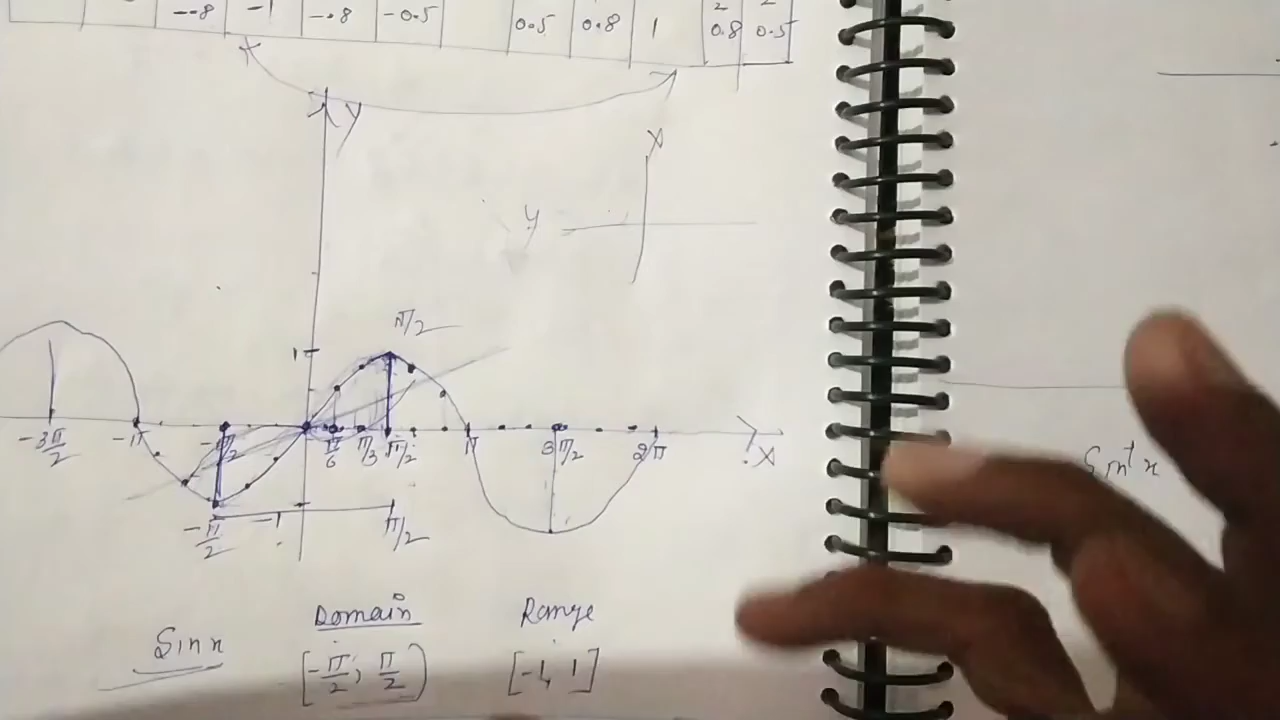 -.8 -1 -.8 -0.5 0.5 0.8 1 0.8 0.5
y
x
y
π/2
1
-3π/2 -π -π/2 π/6 π/3 π/2 π 3π/2 2π x
-π/2 -1 π/2
Sin⁻¹x
Domain Range
Sin x [-π/2, π/2] [-1, 1]